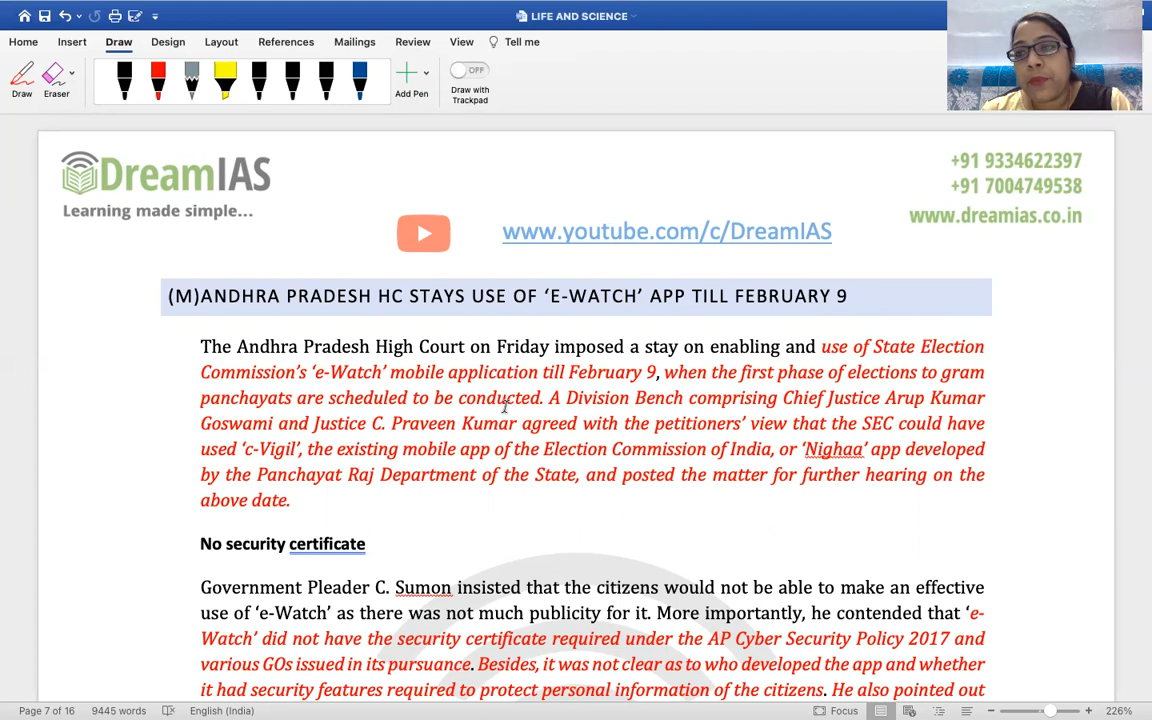 LIFE AND SCIENCE
Home Insert Draw Design Layout References Mailings Review View Tell me
Draw Eraser Add Pen OFF Draw with Trackpad
DreamIAS
Learning made simple...
+91 9334622397
+91 7004749538
www.dreamias.co.in
www.youtube.com/c/DreamIAS
(M)ANDHRA PRADESH HC STAYS USE OF ‘E-WATCH’ APP TILL FEBRUARY 9
The Andhra Pradesh High Court on Friday imposed a stay on enabling and use of State Election
Commission’s ‘e-Watch’ mobile application till February 9, when the first phase of elections to gram
panchayats are scheduled to be conducted. A Division Bench comprising Chief Justice Arup Kumar
Goswami and Justice C. Praveen Kumar agreed with the petitioners’ view that the SEC could have
used ‘c-Vigil’, the existing mobile app of the Election Commission of India, or ‘Nighaa’ app developed
by the Panchayat Raj Department of the State, and posted the matter for further hearing on the
above date.
No security certificate
Government Pleader C. Sumon insisted that the citizens would not be able to make an effective
use of ‘e-Watch’ as there was not much publicity for it. More importantly, he contended that ‘e-
Watch’ did not have the security certificate required under the AP Cyber Security Policy 2017 and
various GOs issued in its pursuance. Besides, it was not clear as to who developed the app and whether
it had security features required to protect personal information of the citizens. He also pointed out
Page 7 of 16 9445 words English (India) Focus 226%